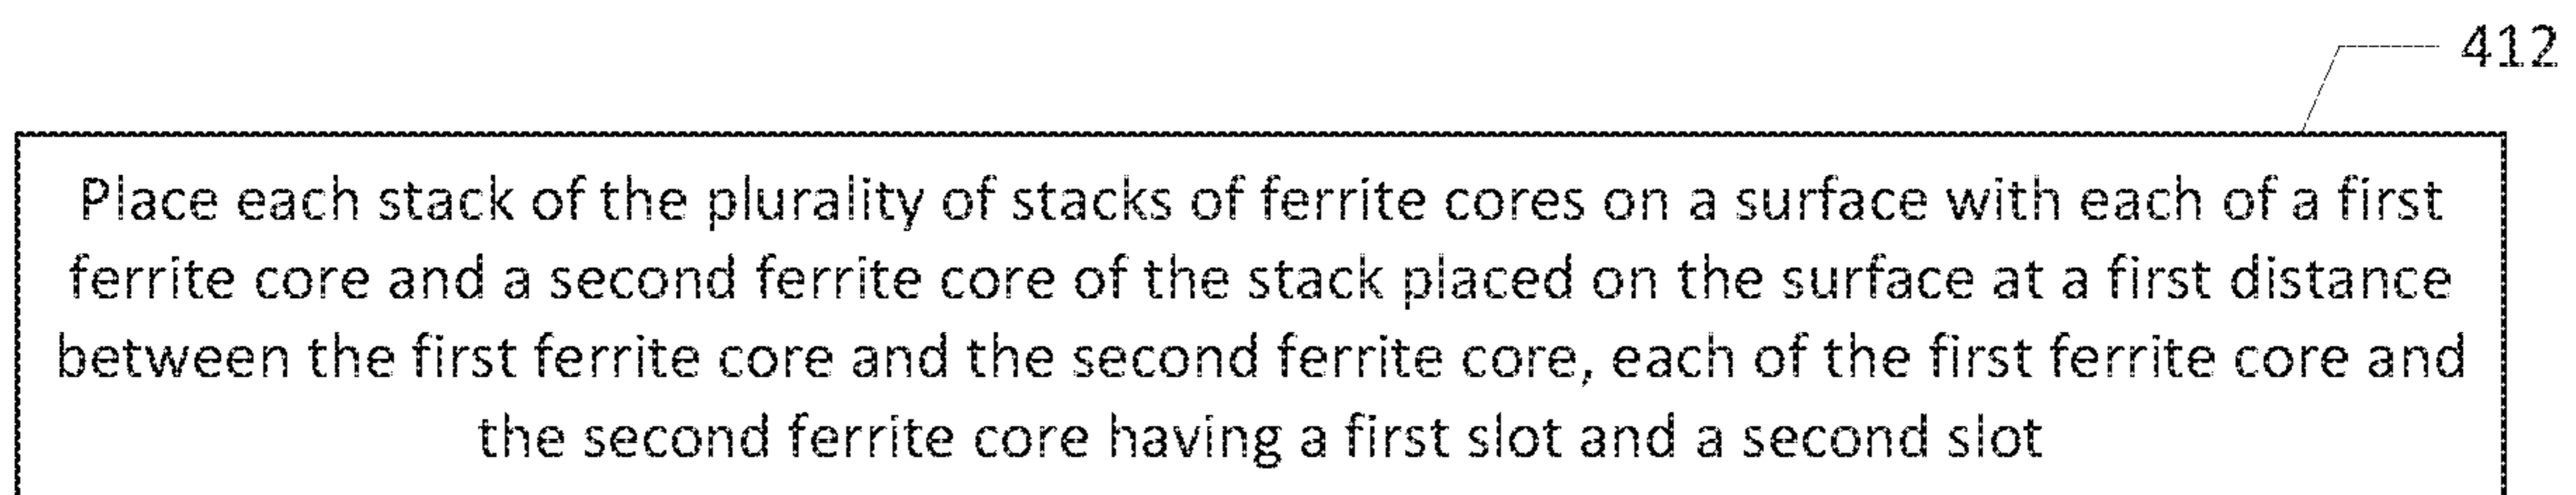 412
Place each stack of the plurality of stacks of ferrite cores on a surface with each of a first
ferrite core and a second ferrite core of the stack placed on the surface at a first distance
between the first ferrite core and the second ferrite core, each of the first ferrite core and
the second ferrite core having a first slot and a second slot